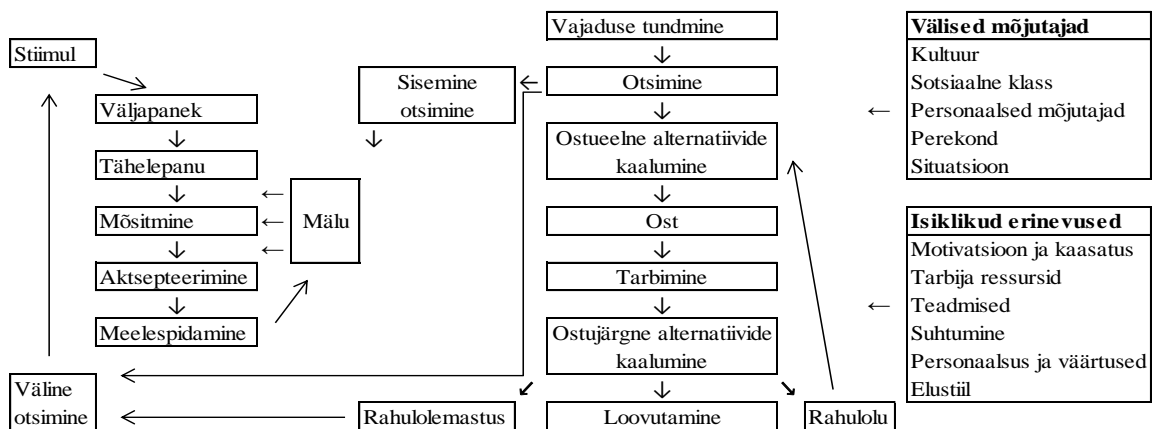 Stiimul
Väljapanek
Tähelepanu
Mõsitmine
Aktsepteerimine
Meelespidamine
Väline
otsimine
Sisemine
otsimine
Mälu
Vajaduse tundmine
Otsimine
Ostueelne alternatiivide
kaalumine
Ost
Tarbimine
Ostujärgne alternatiivide
kaalumine
Rahulolemastus
Loovutamine
Rahulolu
Välised mõjutajad
Kultuur
Sotsiaalne klass
Personaalsed mõjutajad
Perekond
Situatsioon
Isiklikud erinevused
Motivatsioon ja kaasatus
Tarbija ressursid
Teadmised
Suhtumine
Personaalsus ja väärtused
Elustiil